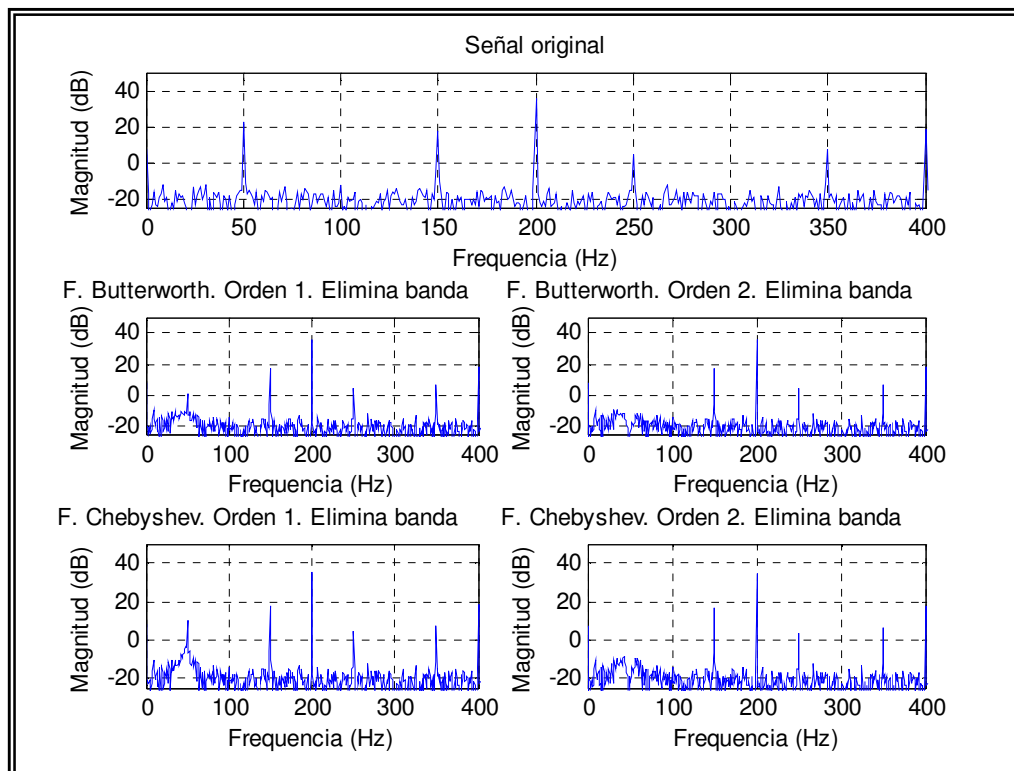 Señal original
Magnitud (dB)
40
20
0
-20
0 50 100 150 200 250 300 350 400
Frequencia (Hz)
F. Butterworth. Orden 1. Elimina banda
Magnitud (dB)
40
20
0
-20
0 100 200 300 400
Frequencia (Hz)
F. Butterworth. Orden 2. Elimina banda
Magnitud (dB)
40
20
0
-20
0 100 200 300 400
Frequencia (Hz)
F. Chebyshev. Orden 1. Elimina banda
Magnitud (dB)
40
20
0
-20
0 100 200 300 400
Frequencia (Hz)
F. Chebyshev. Orden 2. Elimina banda
Magnitud (dB)
40
20
0
-20
0 100 200 300 400
Frequencia (Hz)